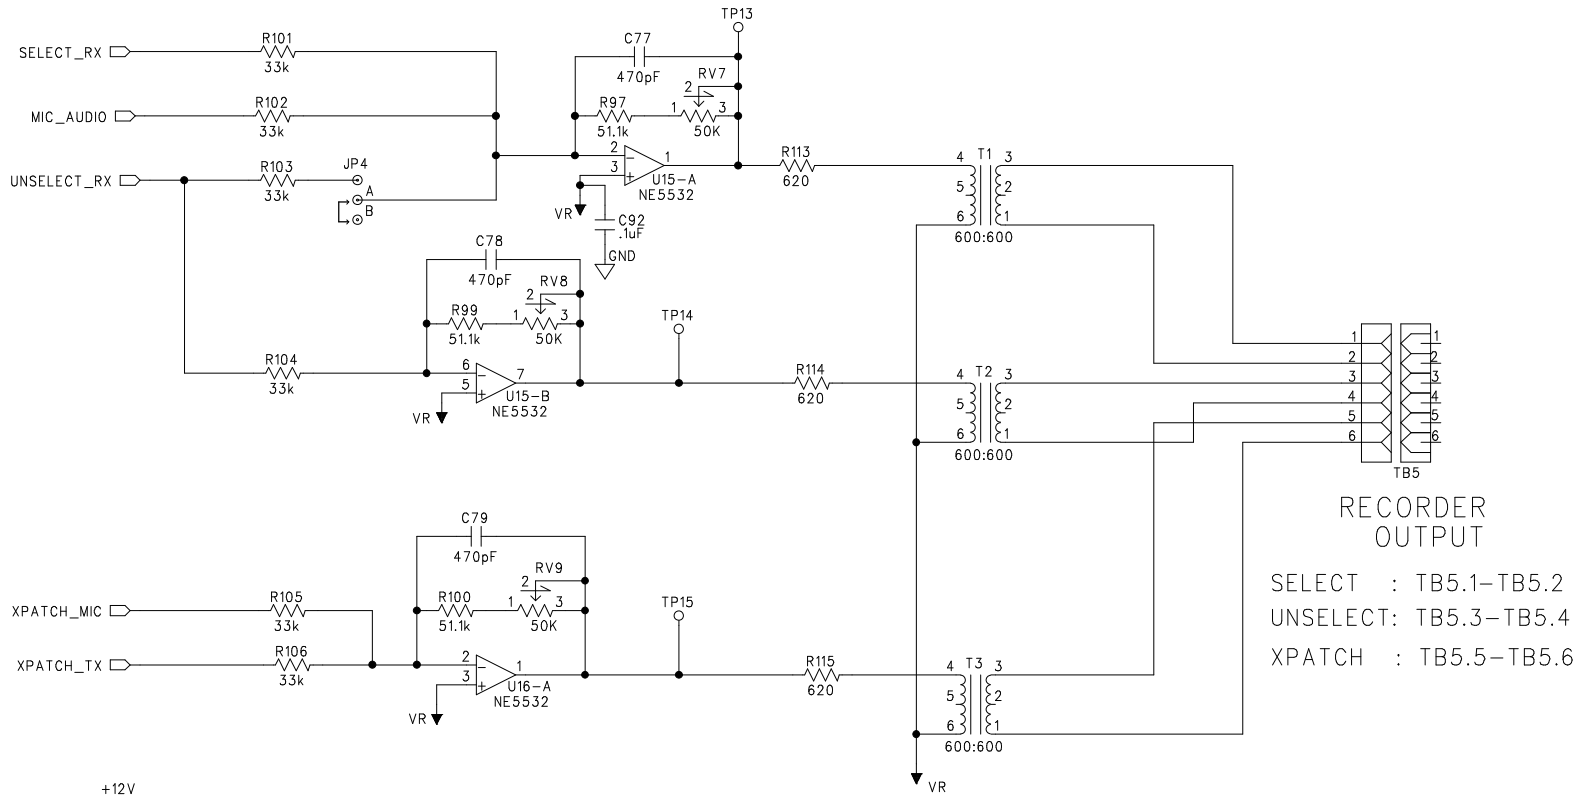 TP13
SELECT_RX
R101
33k
C77
470pF
RV7
2
MIC_AUDIO
R102
33k
R97
51.1k
1
3
50K
UNSELECT_RX
R103
33k
JP4
A
B
2
3
1
U15-A
NE5532
VR
C92
.1uF
GND
R113
620
4
T1
3
5
2
6
1
600:600
C78
470pF
RV8
2
R99
51.1k
1
3
50K
TP14
R104
33k
6
5
7
U15-B
NE5532
VR
R114
620
4
T2
3
5
2
6
1
600:600
1
2
3
4
5
6
1
2
3
4
5
6
TB5
RECORDER
OUTPUT
SELECT : TB5.1-TB5.2
UNSELECT: TB5.3-TB5.4
XPATCH : TB5.5-TB5.6
C79
470pF
RV9
2
XPATCH_MIC
R105
33k
R100
51.1k
1
3
50K
TP15
XPATCH_TX
R106
33k
2
3
1
U16-A
NE5532
VR
R115
620
4
T3
3
5
2
6
1
600:600
VR
+12V